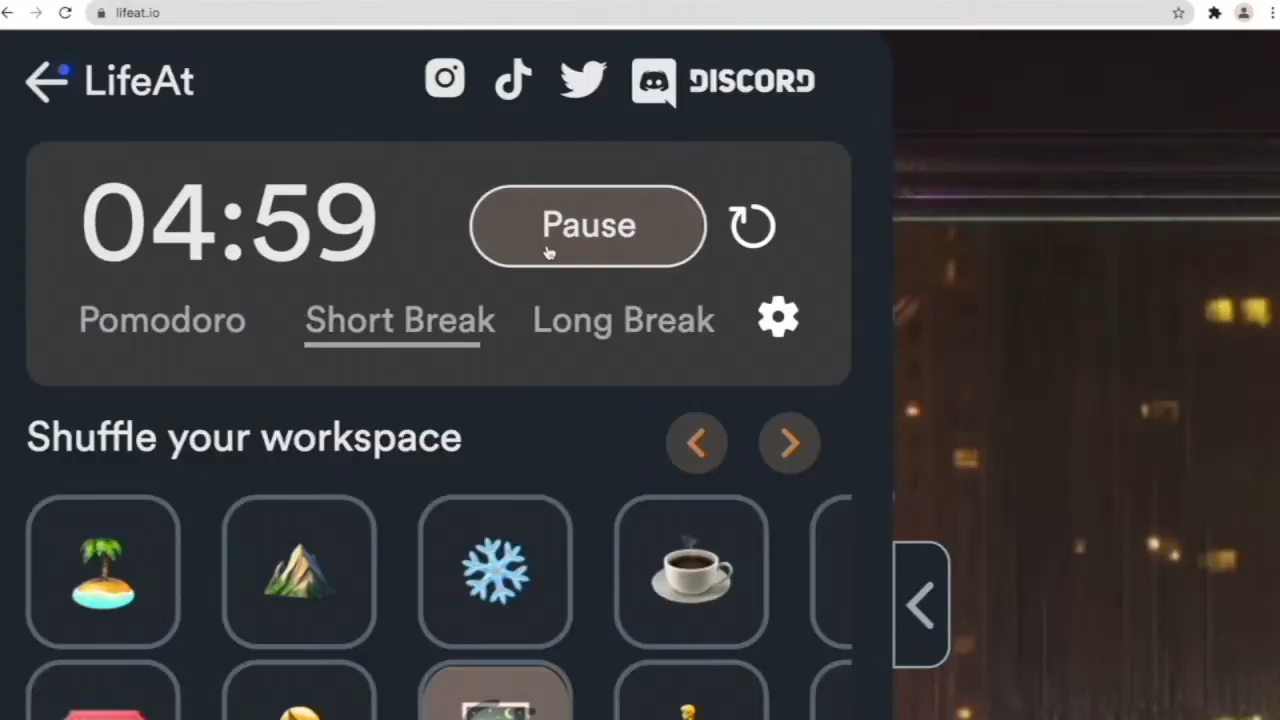 lifeat.io
LifeAt
DISCORD
04:59
Pause
Pomodoro
Short Break
Long Break
Shuffle your workspace